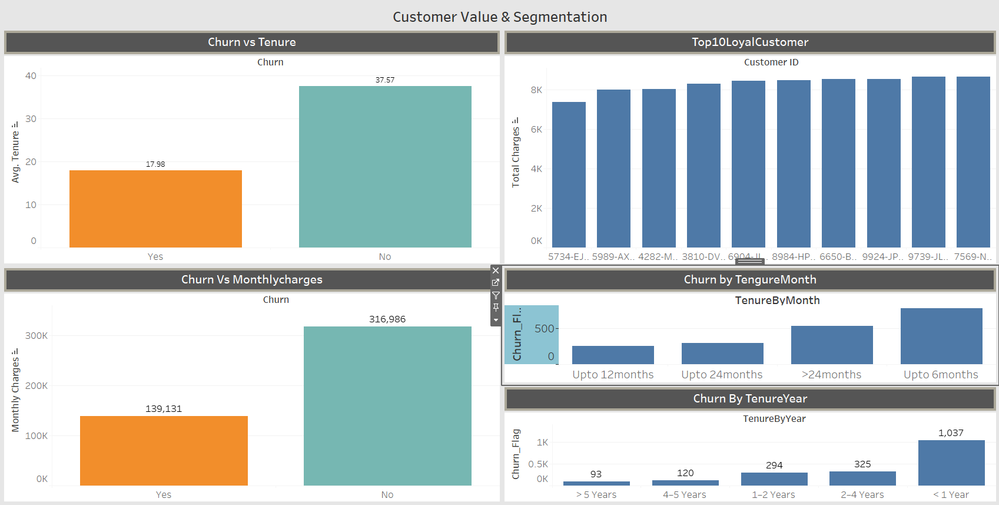 Customer Value & Segmentation
Churn vs Tenure
Churn
Avg. Tenure
40
30
20
10
0
17.98
37.57
Yes
No
Top10LoyalCustomer
Customer ID
Total Charges
8K
6K
4K
2K
0K
5734-EJ..
5989-AX..
4282-M..
3810-DV..
6904-JL..
8984-HP..
6650-B..
9924-JP..
9739-JL..
7569-N..
Churn Vs Monthlycharges
Churn
Monthly Charges
300K
200K
100K
0K
139,131
316,986
Yes
No
Churn by TengureMonth
TenureByMonth
Churn_Fl..
500
0
Upto 12months
Upto 24months
>24months
Upto 6months
Churn By TenureYear
TenureByYear
Churn_Flag
1K
0.5K
0K
93
120
294
325
1,037
> 5 Years
4–5 Years
1–2 Years
2–4 Years
< 1 Year